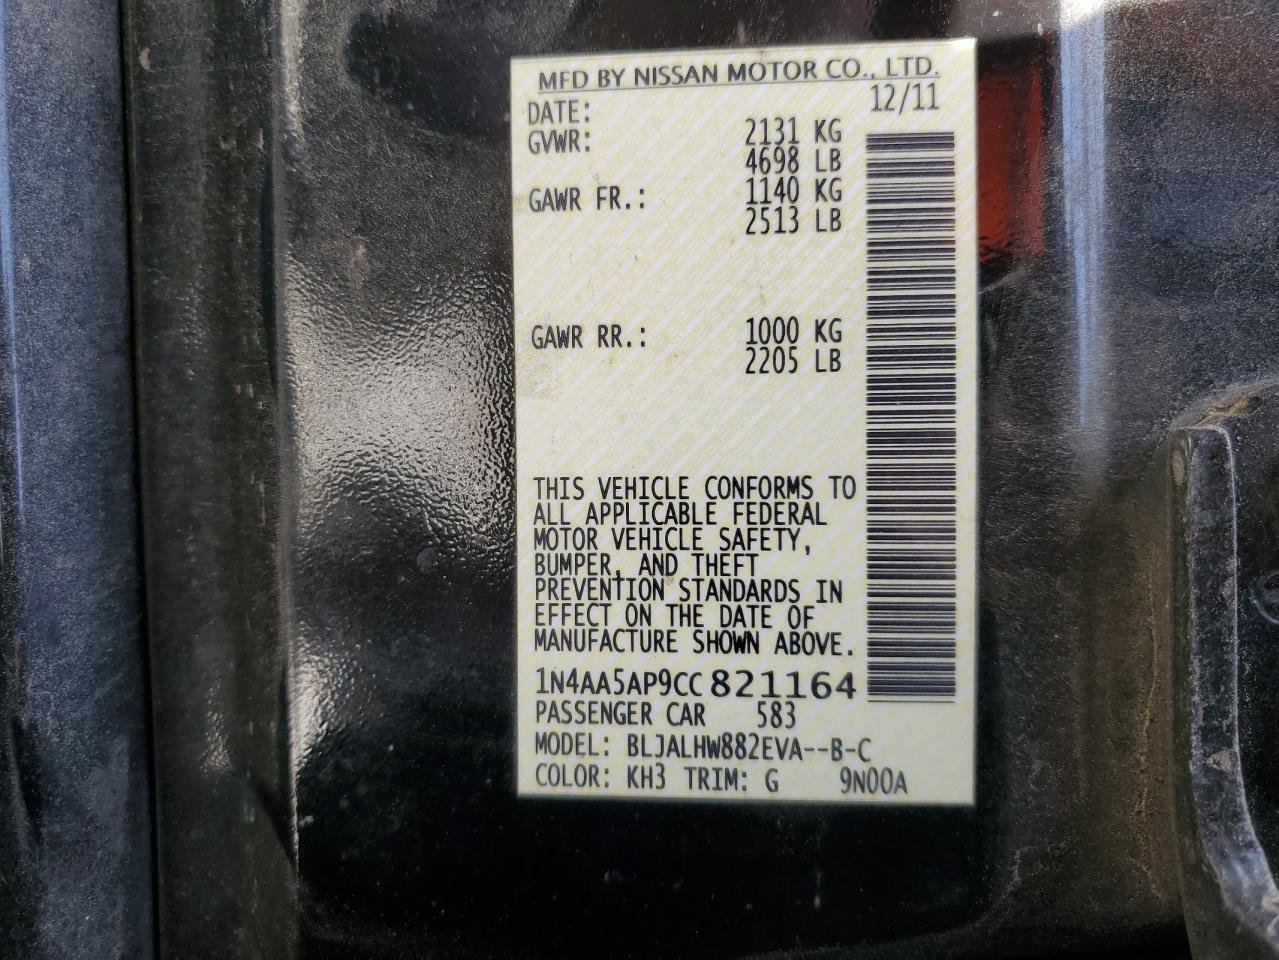 MFD BY NISSAN MOTOR CO., LTD.
DATE: 12/11
GVWR: 2131 KG
4698 LB
GAWR FR.: 1140 KG
2513 LB
GAWR RR.: 1000 KG
2205 LB
THIS VEHICLE CONFORMS TO
ALL APPLICABLE FEDERAL
MOTOR VEHICLE SAFETY,
BUMPER, AND THEFT
PREVENTION STANDARDS IN
EFFECT ON THE DATE OF
MANUFACTURE SHOWN ABOVE.
1N4AA5AP9CC821164
PASSENGER CAR 583
MODEL: BLJALHW882EVA--B-C
COLOR: KH3 TRIM: G 9N00A